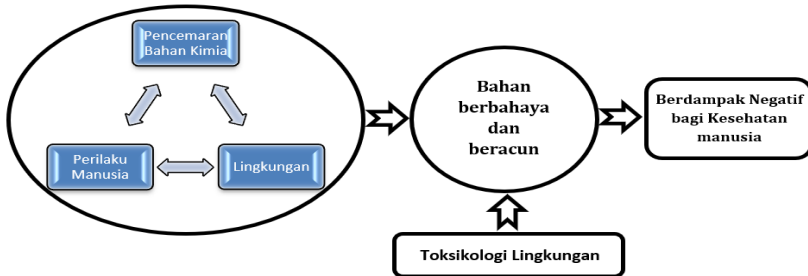 Pencemaran
Bahan Kimia
Perilaku
Manusia
Lingkungan
Bahan
berbahaya
dan
beracun
Berdampak Negatif
bagi Kesehatan
manusia
Toksikologi Lingkungan